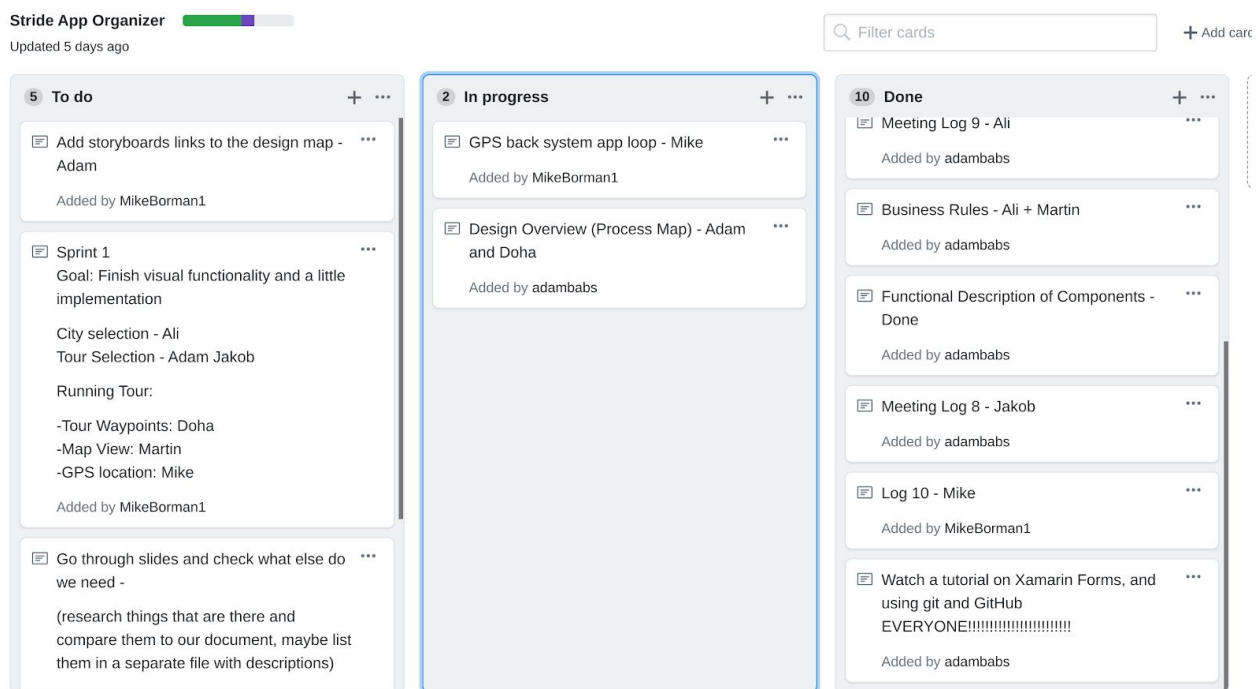 Stride App Organizer
Updated 5 days ago
Filter cards
+ Add card
5 To do
Add storyboards links to the design map -
Adam
Added by MikeBorman1
Sprint 1
Goal: Finish visual functionality and a little
implementation
City selection - Ali
Tour Selection - Adam Jakob
Running Tour:
-Tour Waypoints: Doha
-Map View: Martin
-GPS location: Mike
Added by MikeBorman1
Go through slides and check what else do
we need -
(research things that are there and
compare them to our document, maybe list
them in a separate file with descriptions)
2 In progress
GPS back system app loop - Mike
Added by MikeBorman1
Design Overview (Process Map) - Adam
and Doha
Added by adambabs
10 Done
Meeting Log 9 - Ali
Added by adambabs
Business Rules - Ali + Martin
Added by adambabs
Functional Description of Components -
Done
Added by adambabs
Meeting Log 8 - Jakob
Added by adambabs
Log 10 - Mike
Added by MikeBorman1
Watch a tutorial on Xamarin Forms, and
using git and GitHub
EVERYONE!!!!!!!!!!!!!!!!!!!!!!!!
Added by adambabs